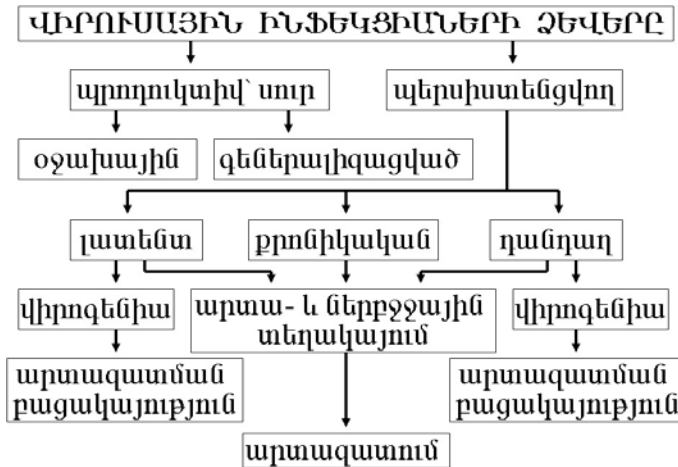 ՎԻՐՈՒՍԱՅԻՆ ԻՆՖԵԿՑԻԱՆԵՐԻ ՁԵՎԵՐԸ
պրոդուկտիվ՝ սուր
պերսիստենցվող
օջախային
գեներալիզացված
լատենտ
քրոնիկական
դանդաղ
վիրոգենիա
արտա- և ներբջջային
տեղակայում
վիրոգենիա
արտազատման
բացակայություն
արտազատման
բացակայություն
արտազատում